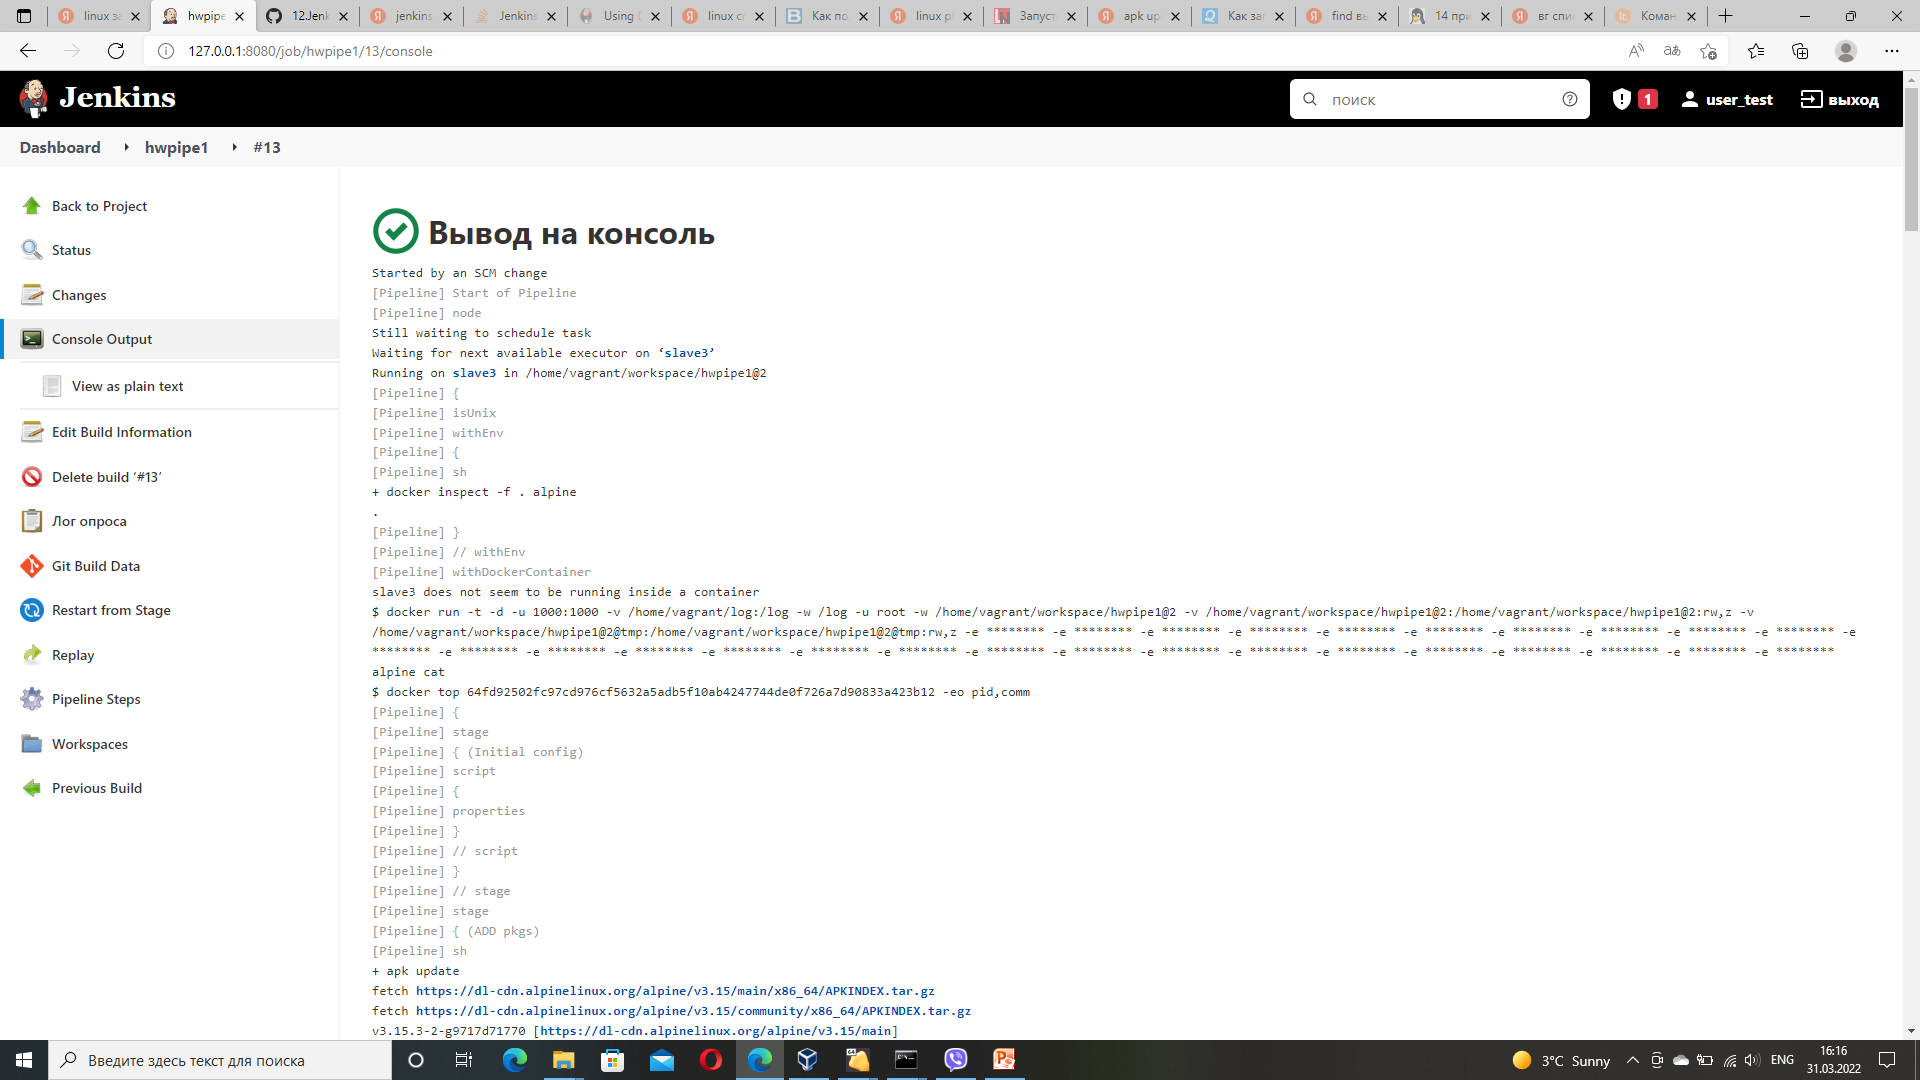 linux за
hwpipe
12.Jenk
jenkins
Jenkins
Using D
linux сп
Как по
linux p
Запуст
apk up
Как заг
find вы
14 при
вг спис
Коман
127.0.0.1:8080/job/hwpipe1/13/console
Jenkins
поиск
1
user_test
выход
Dashboard
hwpipe1
#13
Back to Project
Status
Changes
Console Output
View as plain text
Edit Build Information
Delete build ‘#13’
Лог опроса
Git Build Data
Restart from Stage
Replay
Pipeline Steps
Workspaces
Previous Build
Вывод на консоль
Started by an SCM change
[Pipeline] Start of Pipeline
[Pipeline] node
Still waiting to schedule task
Waiting for next available executor on ‘slave3’
Running on slave3 in /home/vagrant/workspace/hwpipe1@2
[Pipeline] {
[Pipeline] isUnix
[Pipeline] withEnv
[Pipeline] {
[Pipeline] sh
+ docker inspect -f . alpine
.
[Pipeline] }
[Pipeline] // withEnv
[Pipeline] withDockerContainer
slave3 does not seem to be running inside a container
$ docker run -t -d -u 1000:1000 -v /home/vagrant/log:/log -w /log -u root -w /home/vagrant/workspace/hwpipe1@2 -v /home/vagrant/workspace/hwpipe1@2:/home/vagrant/workspace/hwpipe1@2:rw,z -v
/home/vagrant/workspace/hwpipe1@2@tmp:/home/vagrant/workspace/hwpipe1@2@tmp:rw,z -e ******** -e ******** -e ******** -e ******** -e ******** -e ******** -e ******** -e ******** -e ******** -e ******** -e
******** -e ******** -e ******** -e ******** -e ******** -e ******** -e ******** -e ******** -e ******** -e ******** -e ******** -e ******** -e ******** -e ******** -e ******** -e ******** -e ********
alpine cat
$ docker top 64fd92502fc97cd976cf5632a5adb5f10ab4247744de0f726a7d90833a423b12 -eo pid,comm
[Pipeline] {
[Pipeline] stage
[Pipeline] { (Initial config)
[Pipeline] script
[Pipeline] {
[Pipeline] properties
[Pipeline] }
[Pipeline] // script
[Pipeline] }
[Pipeline] // stage
[Pipeline] stage
[Pipeline] { (ADD pkgs)
[Pipeline] sh
+ apk update
fetch https://dl-cdn.alpinelinux.org/alpine/v3.15/main/x86_64/APKINDEX.tar.gz
fetch https://dl-cdn.alpinelinux.org/alpine/v3.15/community/x86_64/APKINDEX.tar.gz
v3.15.3-2-g9717d71770 [https://dl-cdn.alpinelinux.org/alpine/v3.15/main]
Введите здесь текст для поиска
3°C Sunny
ENG
16:16
31.03.2022